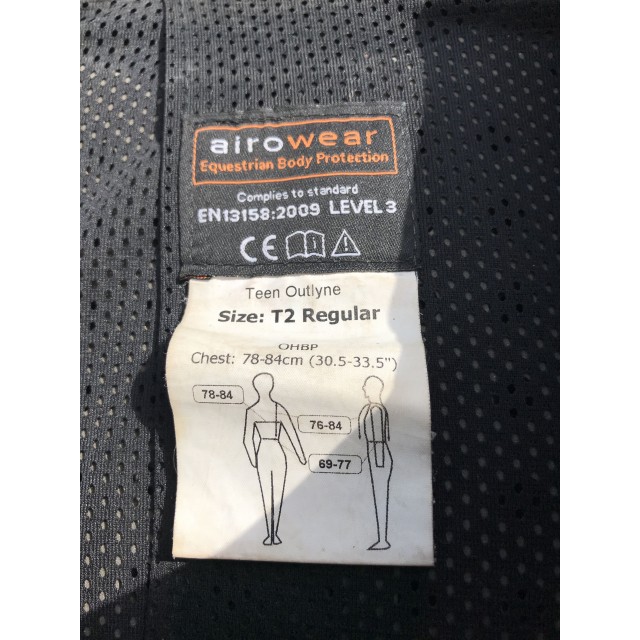 airowear
Equestrian Body Protection
Complies to standard
EN13158:2009 LEVEL 3
CE
Teen Outlyne
Size: T2 Regular
OHBP
Chest: 78-84cm (30.5-33.5")
78-84
76-84
69-77